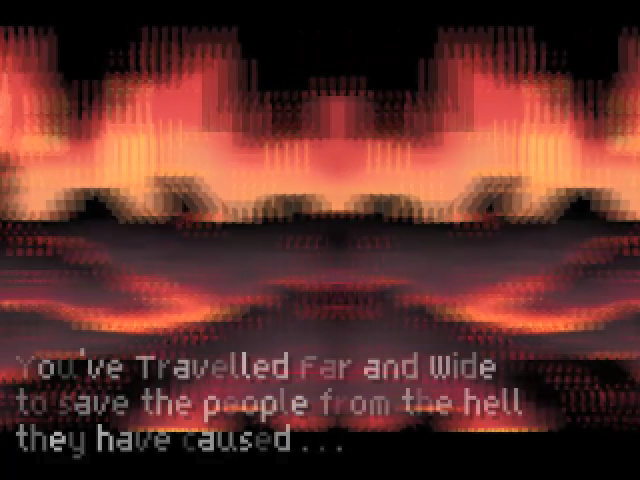 You've Travelled Far and Wide
to save the people from the hell
they have caused...